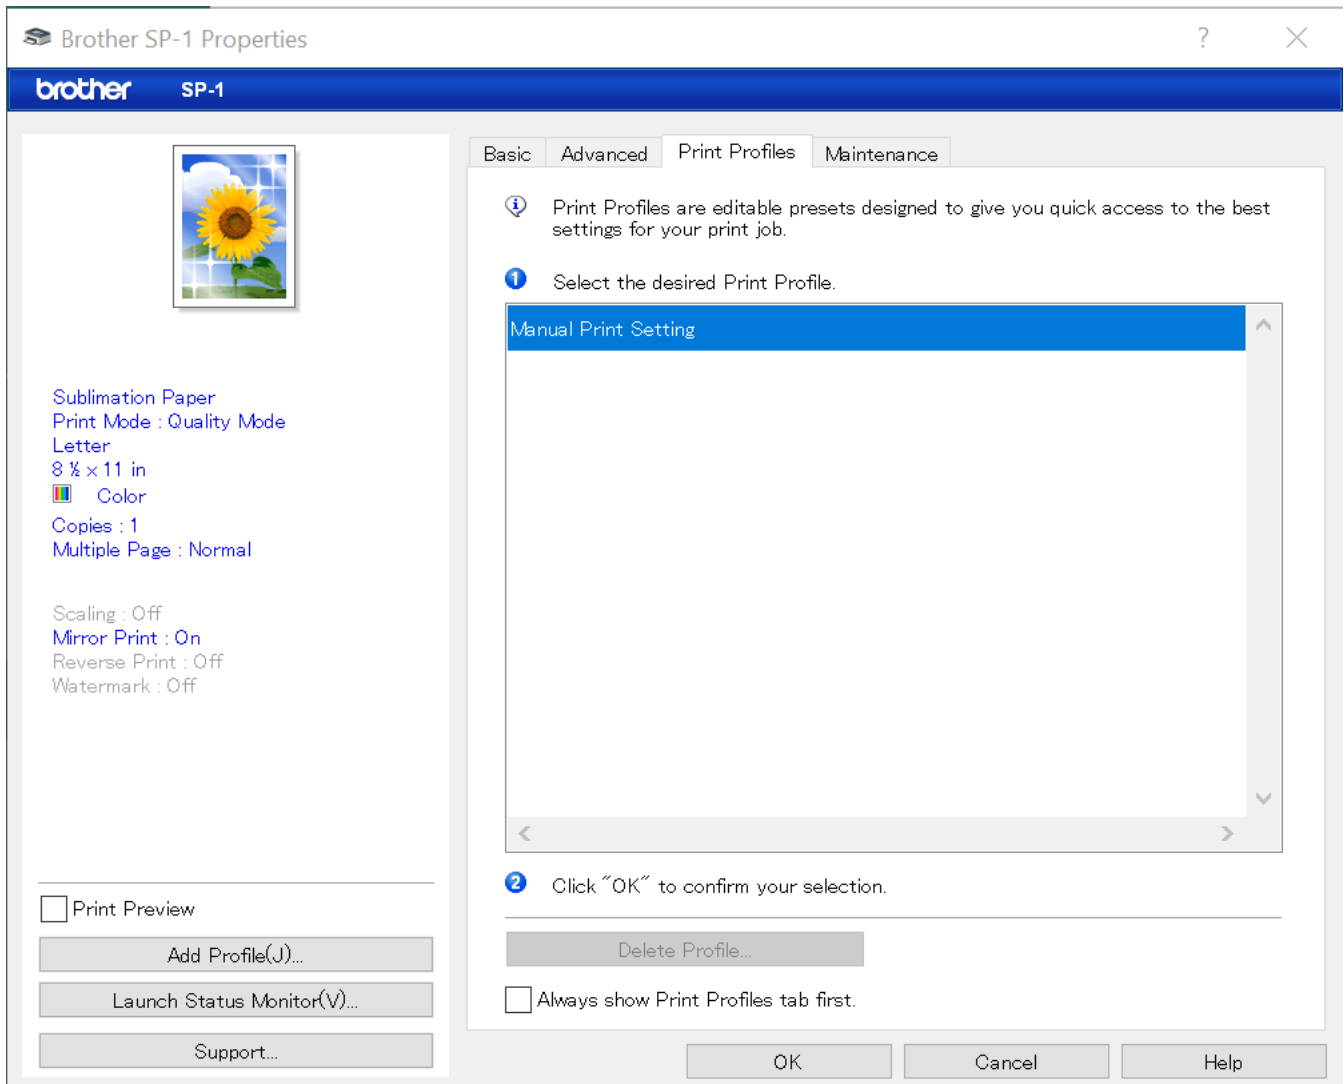 Brother SP-1 Properties
brother SP-1
Basic Advanced Print Profiles Maintenance
Print Profiles are editable presets designed to give you quick access to the best
settings for your print job.
1 Select the desired Print Profile.
Manual Print Setting
Sublimation Paper
Print Mode : Quality Mode
Letter
8 ½ × 11 in
Color
Copies : 1
Multiple Page : Normal
Scaling : Off
Mirror Print : On
Reverse Print : Off
Watermark : Off
2 Click "OK" to confirm your selection.
Print Preview
Add Profile(J)...
Launch Status Monitor(V)...
Support...
Delete Profile...
Always show Print Profiles tab first.
OK Cancel Help